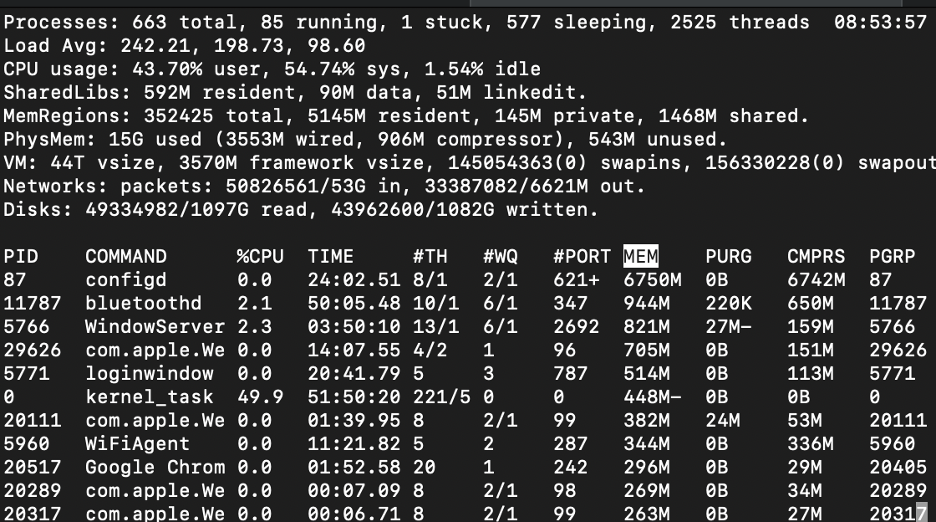 Processes: 663 total, 85 running, 1 stuck, 577 sleeping, 2525 threads  08:53:57
Load Avg: 242.21, 198.73, 98.60
CPU usage: 43.70% user, 54.74% sys, 1.54% idle
SharedLibs: 592M resident, 90M data, 51M linkedit.
MemRegions: 352425 total, 5145M resident, 145M private, 1468M shared.
PhysMem: 15G used (3553M wired, 906M compressor), 543M unused.
VM: 44T vsize, 3570M framework vsize, 145054363(0) swapins, 156330228(0) swapout
Networks: packets: 50826561/53G in, 33387082/6621M out.
Disks: 49334982/1097G read, 43962600/1082G written.
PID    COMMAND      %CPU  TIME     #TH   #WQ   #PORT MEM    PURG   CMPRS  PGRP
87     configd      0.0   24:02.51 8/1   2/1   621+  6750M  0B     6742M  87
11787  bluetoothd   2.1   50:05.48 10/1  6/1   347   944M   220K   650M   11787
5766   WindowServer 2.3   03:50:10 13/1  6/1   2692  821M   27M-   159M   5766
29626  com.apple.We 0.0   14:07.55 4/2   1     96    705M   0B     151M   29626
5771   loginwindow  0.0   20:41.79 5     3     787   514M   0B     113M   5771
0      kernel_task  49.9  51:50:20 221/5 0     0     448M-  0B     0B     0
20111  com.apple.We 0.0   01:39.95 8     2/1   99    382M   24M    53M    20111
5960   WiFiAgent    0.0   11:21.82 5     2     287   344M   0B     336M   5960
20517  Google Chrom 0.0   01:52.58 20    1     242   296M   0B     29M    20405
20289  com.apple.We 0.0   00:07.09 8     2/1   98    269M   0B     34M    20289
20317  com.apple.We 0.0   00:06.71 8     2/1   99    263M   0B     27M    20317